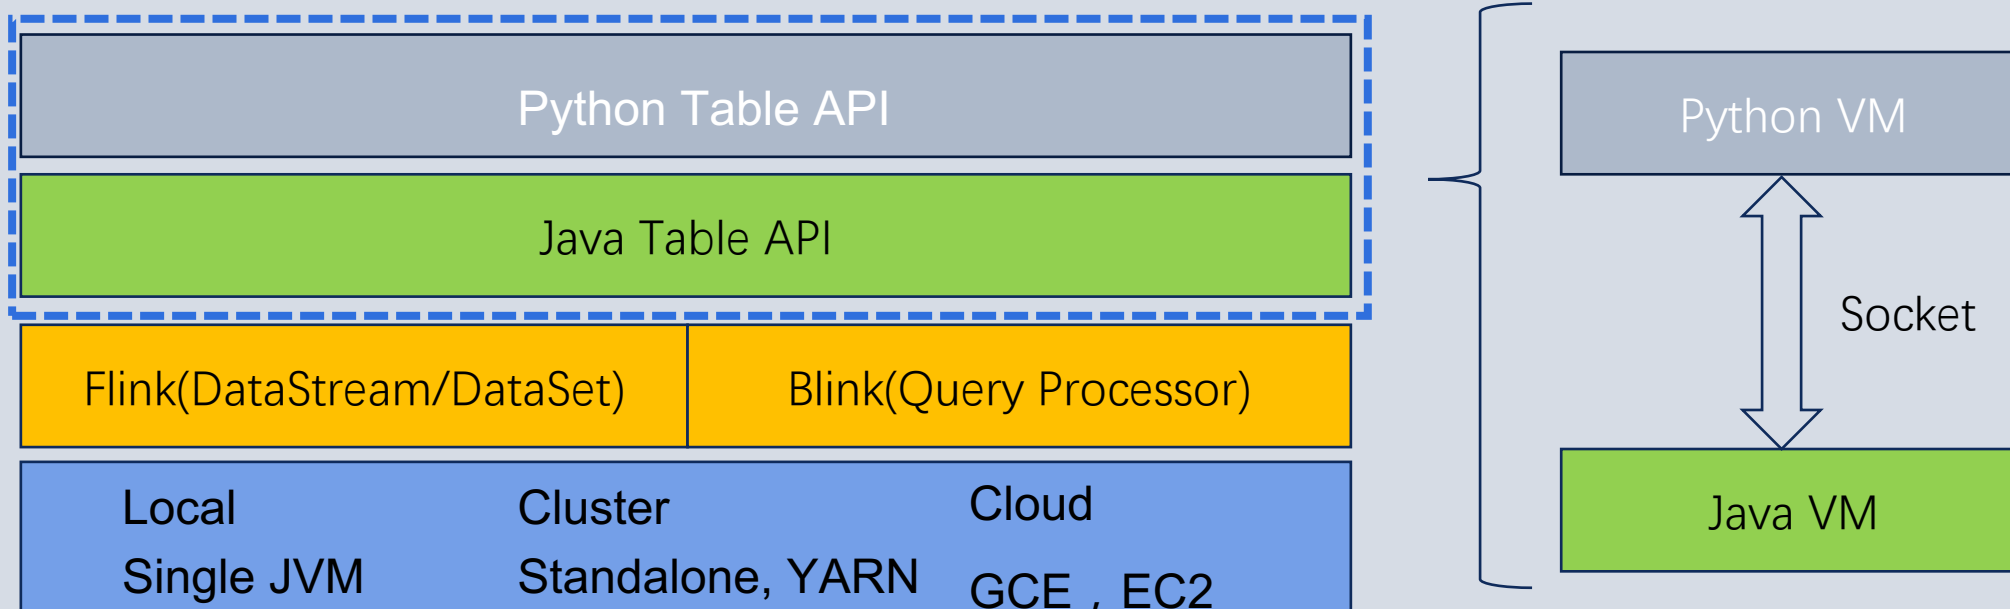 Python Table API
Java Table API
Flink(DataStream/DataSet)
Blink(Query Processor)
Local
Cluster
Cloud
Single JVM
Standalone, YARN
GCE , EC2
Python VM
Socket
Java VM